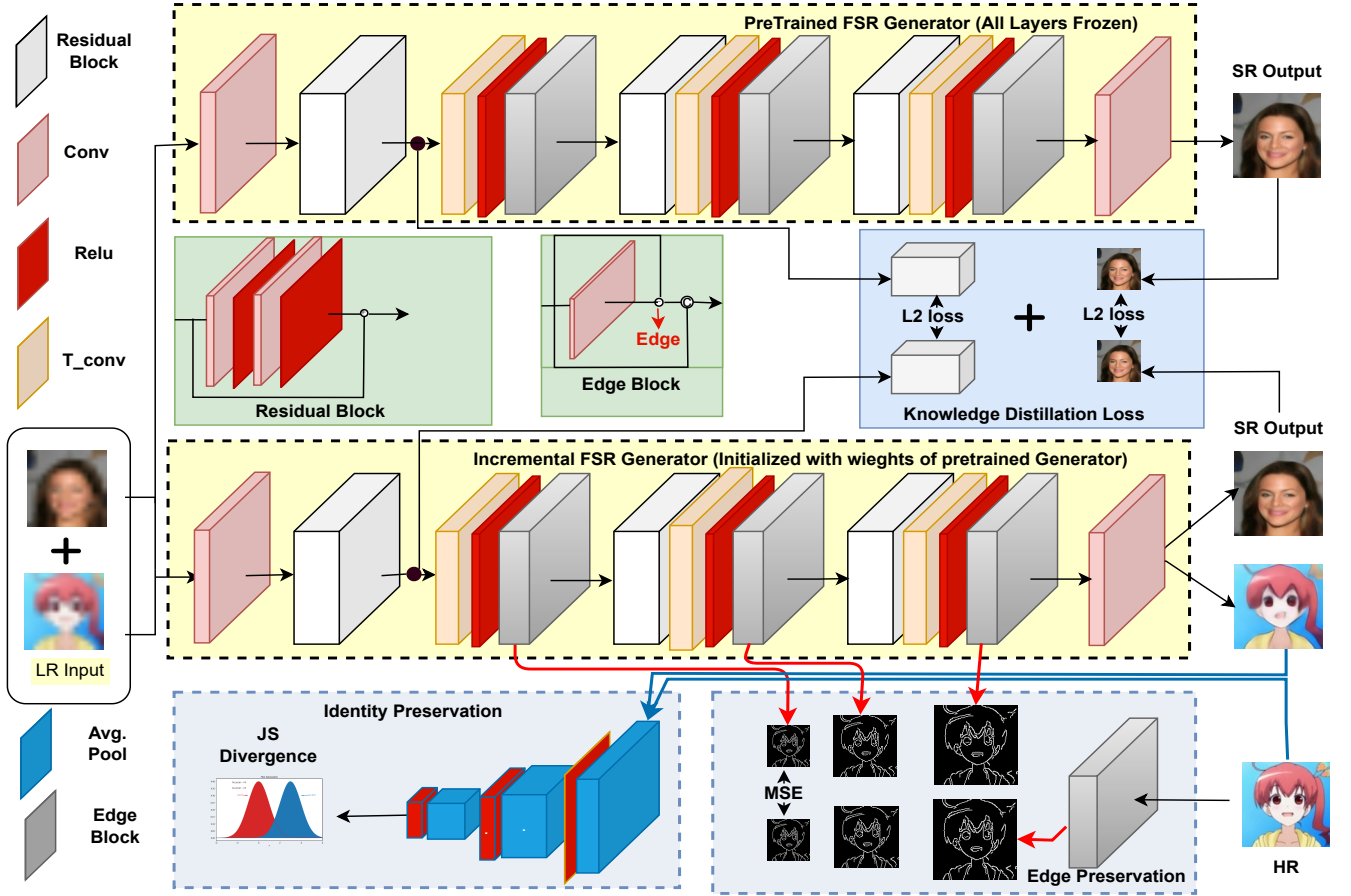 PreTrained FSR Generator (All Layers Frozen)
Residual
Block
SR Output
Conv
Relu
T_conv
Edge
Edge Block
Residual Block
L2 loss
L2 loss
Knowledge Distillation Loss
SR Output
Incremental FSR Generator (Initialized with wieghts of pretrained Generator)
LR Input
Avg.
Pool
Edge
Block
Identity Preservation
JS
Divergence
MSE
Edge Preservation
HR